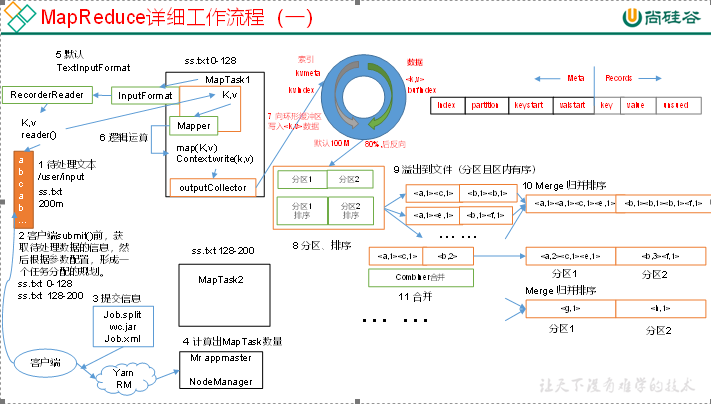 MapReduce详细工作流程（一）
尚硅谷
5 默认
TextInputFormat
RecorderReader
InputFormat
K,v
reader()
ss.txt 0-128
MapTask1
K,v
Mapper
6 逻辑运算
map(K,v)
Context.write(k,v)
outputCollector
a
b
c
a
b
...
1 待处理文本
/user/input
ss.txt
200m
2 客户端submit()前，获
取待处理数据的信息，然
后根据参数配置，形成一
个任务分配的规划。
ss.txt 0-128
ss.txt 128-200
3 提交信息
Job.split
wc.jar
Job.xml
客户端
Yarn
RM
ss.txt 128-200
MapTask2
4 计算出MapTask数量
Mr appmaster
NodeManager
索引
kvmeta
kvindex
数据
<k,v>
bufindex
7 向环形缓冲区
写入<k,v>数据
默认100M
80%,后反向
Meta
Records
index
partition
keystart
valstart
key
value
unused
分区1
分区2
分区1
排序
分区2
排序
8 分区、排序
9 溢出到文件（分区且区内有序）
<a,1><c,1>
<b,1><b,1>
<a,1><e,1>
<b,1><f,1>
... ...
10 Merge 归并排序
<a,1><a,1><c,1><e,1>
<b,1><b,1><b,1><f,1>
<a,1><c,1>
<b,2>
Combiner合并
11 合并
<a,2><c,1><e,1>
<b,3><f,1>
分区1
分区2
Merge 归并排序
<g,1>
<h,1>
分区1
分区2
... ...
让天下没有难学的技术